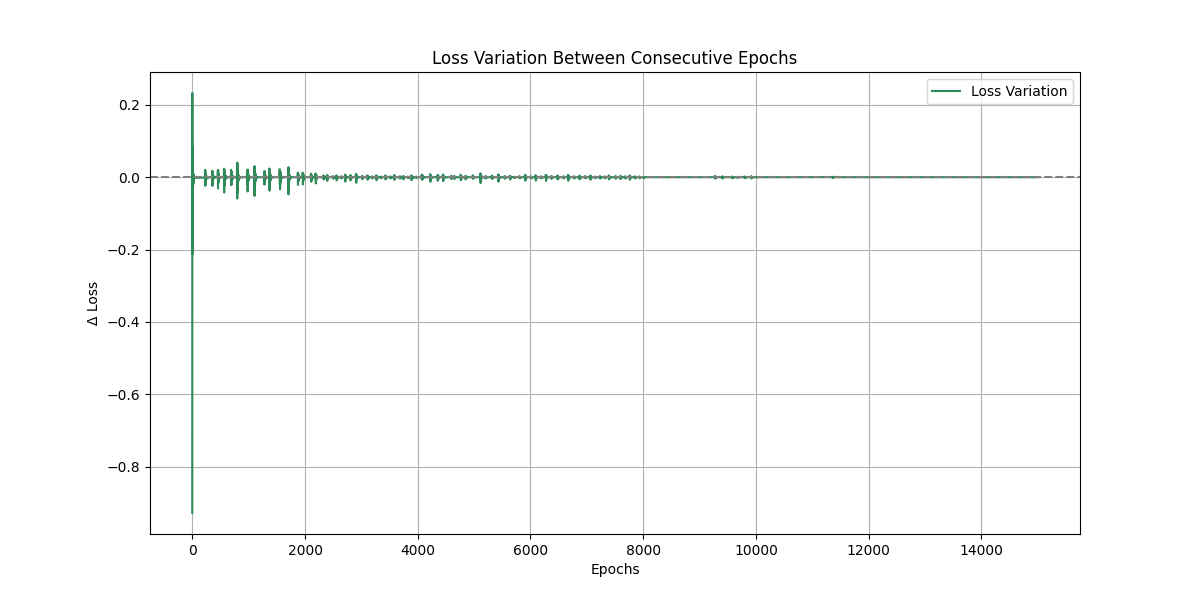 Loss Variation Between Consecutive Epochs
Loss Variation
0.2
0.0
−0.2
−0.4
−0.6
−0.8
Δ Loss
0 2000 4000 6000 8000 10000 12000 14000
Epochs